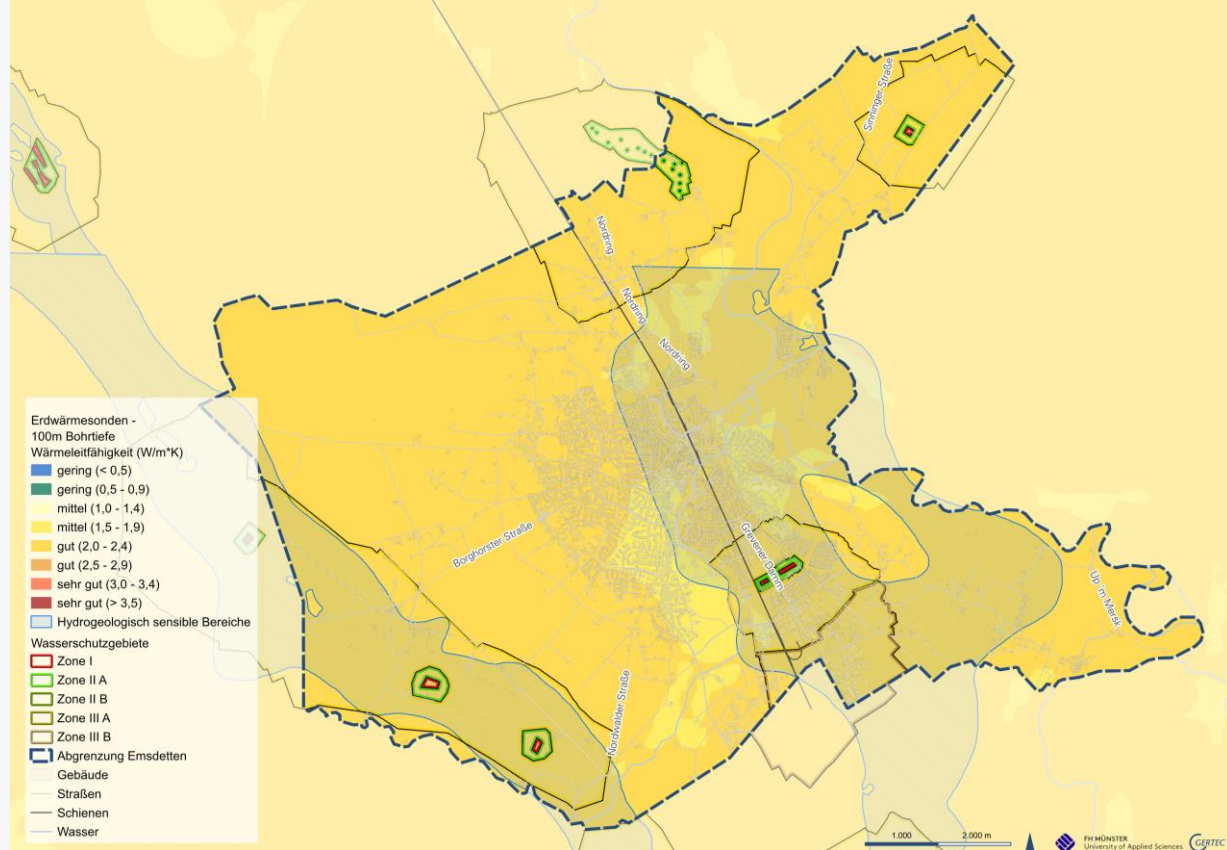 Sinninger Straße
Nordring
Nordring
Nordring
Borghorster Straße
Grevener Damm
Up'm Mersk
Nordwalder Straße
Erdwärmesonden -
100m Bohrtiefe
Wärmeleitfähigkeit (W/m*K)
gering (< 0,5)
gering (0,5 - 0,9)
mittel (1,0 - 1,4)
mittel (1,5 - 1,9)
gut (2,0 - 2,4)
gut (2,5 - 2,9)
sehr gut (3,0 - 3,4)
sehr gut (> 3,5)
Hydrogeologisch sensible Bereiche
Wasserschutzgebiete
Zone I
Zone II A
Zone II B
Zone III A
Zone III B
Abgrenzung Emsdetten
Gebäude
Straßen
Schienen
Wasser
1.000 2.000 m
FH MÜNSTER
University of Applied Sciences
GERTEC